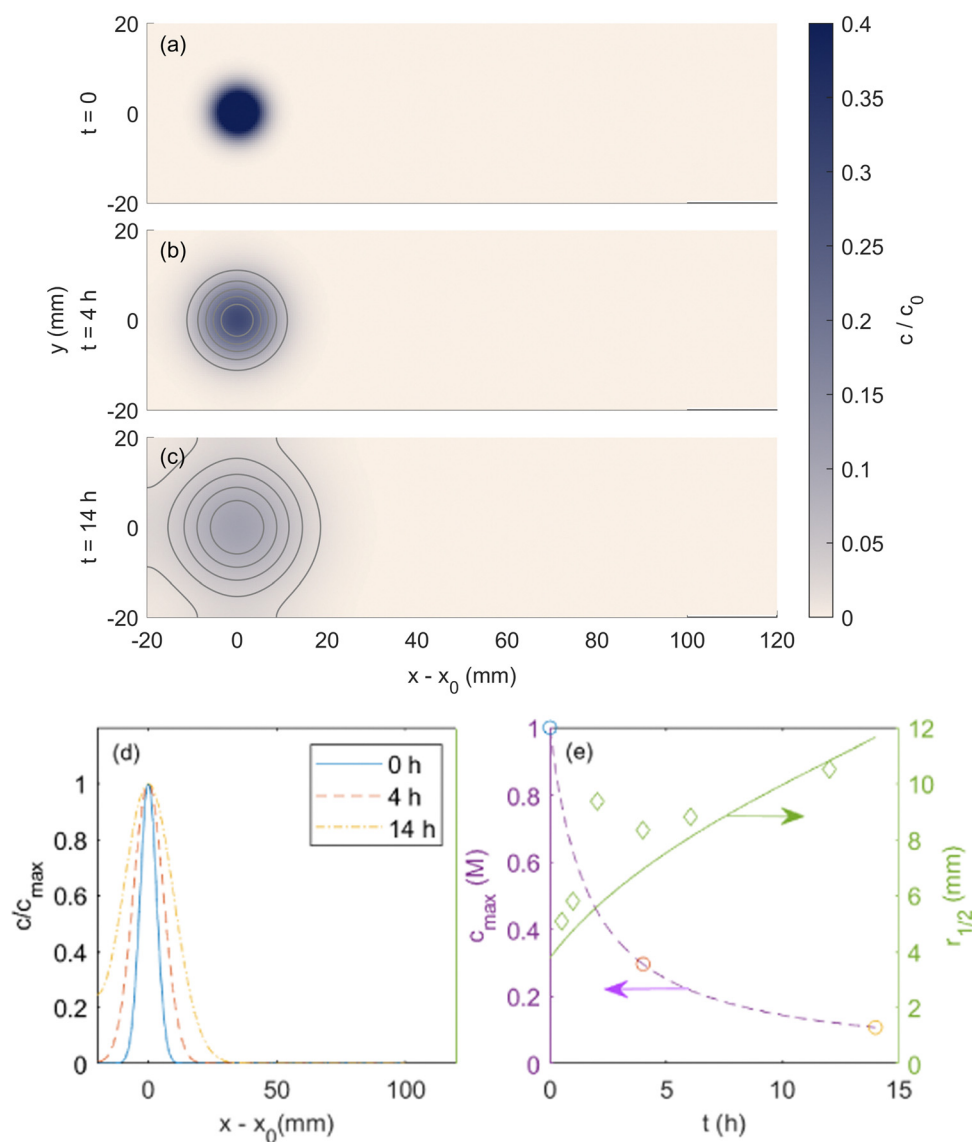 20
(a)
0
-20
t = 0
20
(b)
0
-20
y (mm)
t = 4 h
20
(c)
0
-20
t = 14 h
-20 0 20 40 60 80 100 120
x - x0 (mm)
0.4
0.35
0.3
0.25
0.2
0.15
0.1
0.05
0
c / c0
(d)
0 h
4 h
14 h
1
0.8
0.6
0.4
0.2
0
c/cmax
0 50 100
x - x0(mm)
(e)
1
0.8
0.6
0.4
0.2
0
cmax (M)
12
10
8
6
4
2
0
r1/2 (mm)
0 5 10 15
t (h)